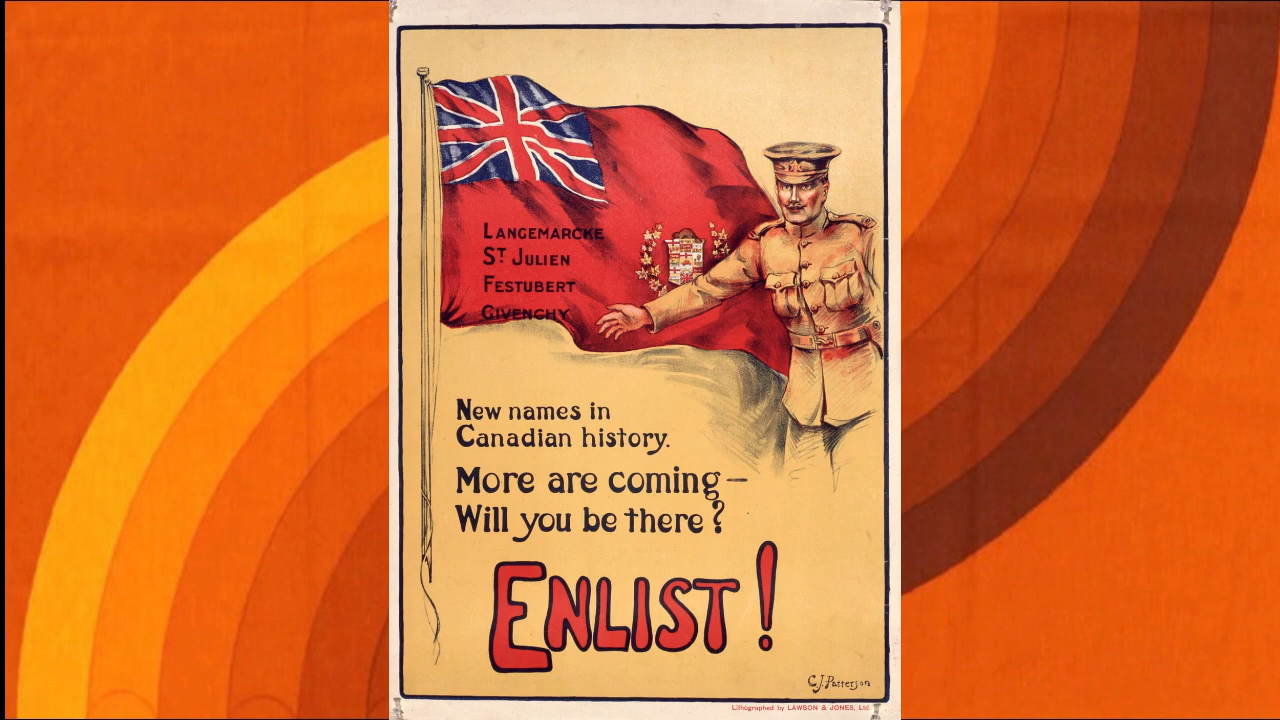 LANGEMARCKE
ST JULIEN
FESTUBERT
GIVENCHY
New names in
Canadian history.
More are coming —
Will you be there?
ENLIST!
C.J. Patterson
Lithographed by LAWSON & JONES, Ltd.